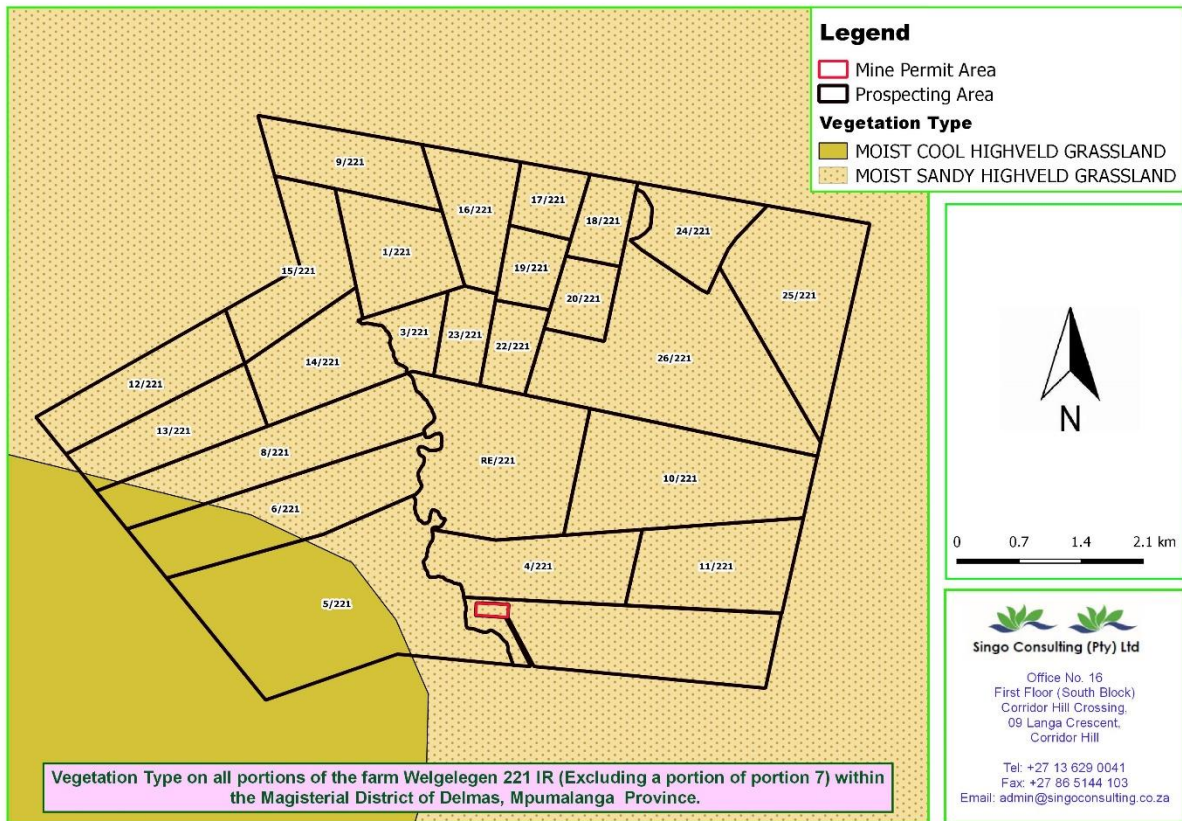 Legend
Mine Permit Area
Prospecting Area
Vegetation Type
MOIST COOL HIGHVELD GRASSLAND
MOIST SANDY HIGHVELD GRASSLAND
9/221
16/221
17/221
18/221
24/221
1/221
19/221
15/221
20/221
25/221
3/221
23/221
22/221
26/221
14/221
12/221
13/221
8/221
RE/221
10/221
6/221
4/221
11/221
5/221
N
0 0.7 1.4 2.1 km
Singo Consulting (Pty) Ltd
Office No. 16
First Floor (South Block)
Corridor Hill Crossing,
09 Langa Crescent,
Corridor Hill
Tel: +27 13 629 0041
Fax: +27 86 5144 103
Email: admin@singoconsulting.co.za
Vegetation Type on all portions of the farm Welgelegen 221 IR (Excluding a portion of portion 7) within
the Magisterial District of Delmas, Mpumalanga Province.